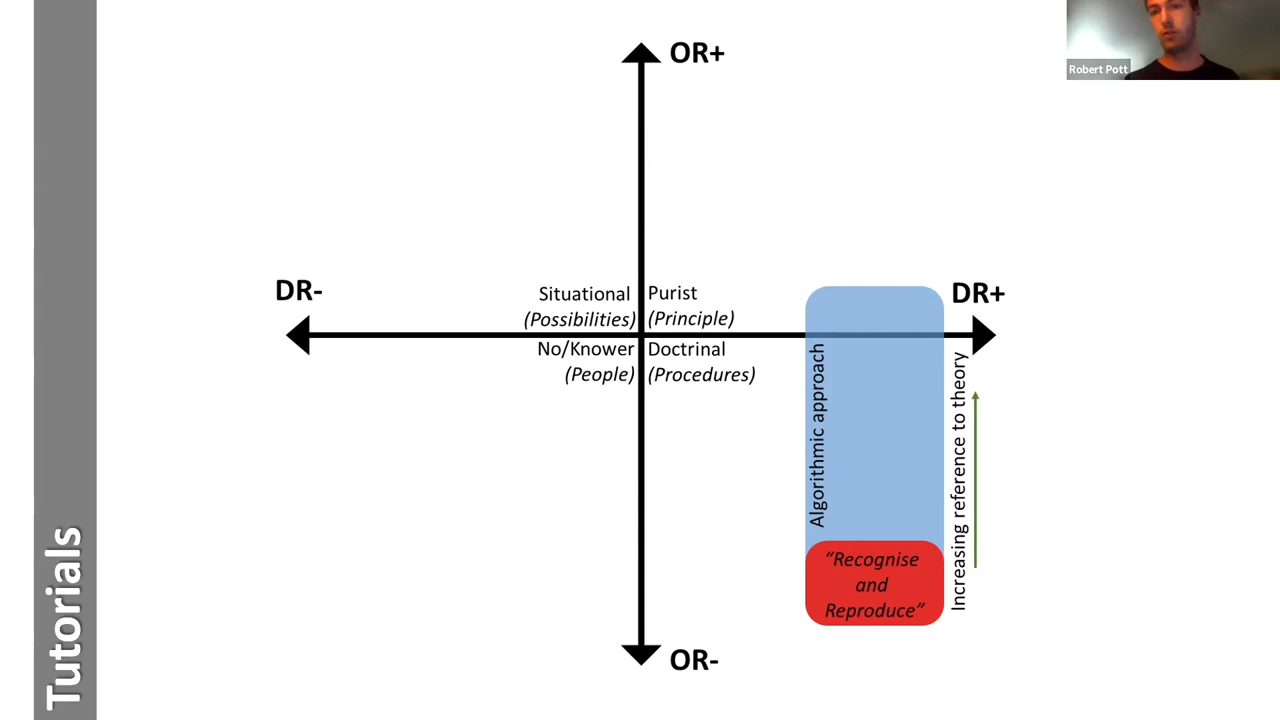 OR+
Robert Pott
DR-
Situational
(Possibilities)
Purist
(Principle)
DR+
No/Knower
(People)
Doctrinal
(Procedures)
Algorithmic approach
Increasing reference to theory
“Recognise
and
Reproduce”
OR-
Tutorials